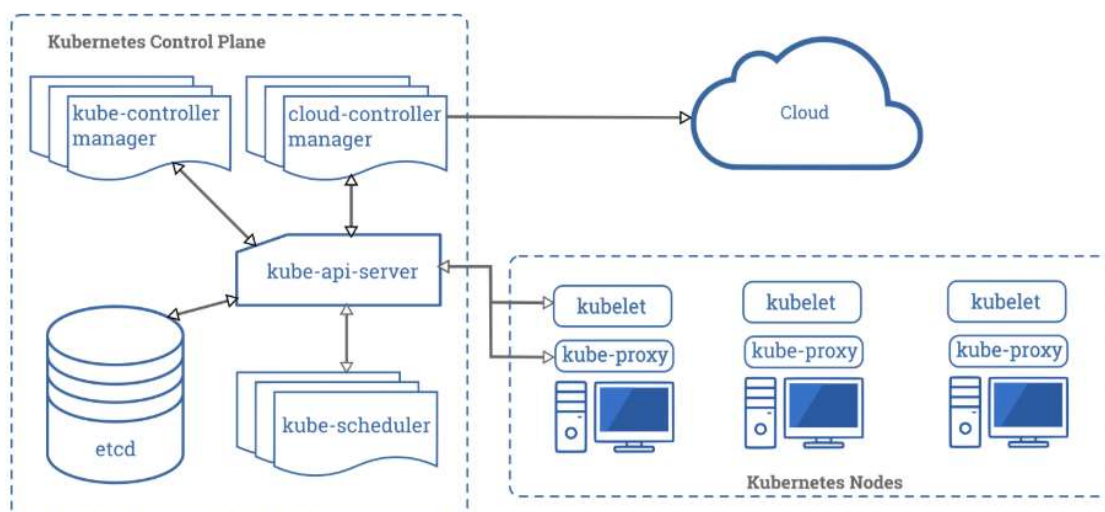 Kubernetes Control Plane
kube-controller
manager
cloud-controller
manager
Cloud
kube-api-server
kubelet
kubelet
kubelet
kube-proxy
kube-proxy
kube-proxy
etcd
kube-scheduler
Kubernetes Nodes